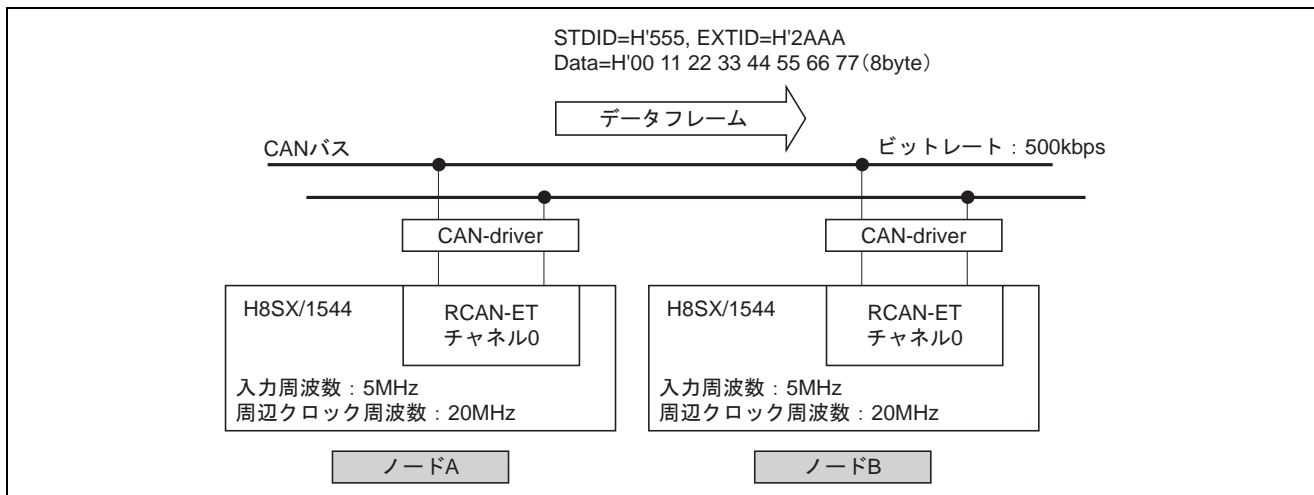 STDID=H'555, EXTID=H'2AAA
Data=H'00 11 22 33 44 55 66 77(8byte)
データフレーム
CANバス
ビットレート:500kbps
CAN-driver
CAN-driver
H8SX/1544
RCAN-ET
チャネル0
入力周波数:5MHz
周辺クロック周波数:20MHz
H8SX/1544
RCAN-ET
チャネル0
入力周波数:5MHz
周辺クロック周波数:20MHz
ノードA
ノードB